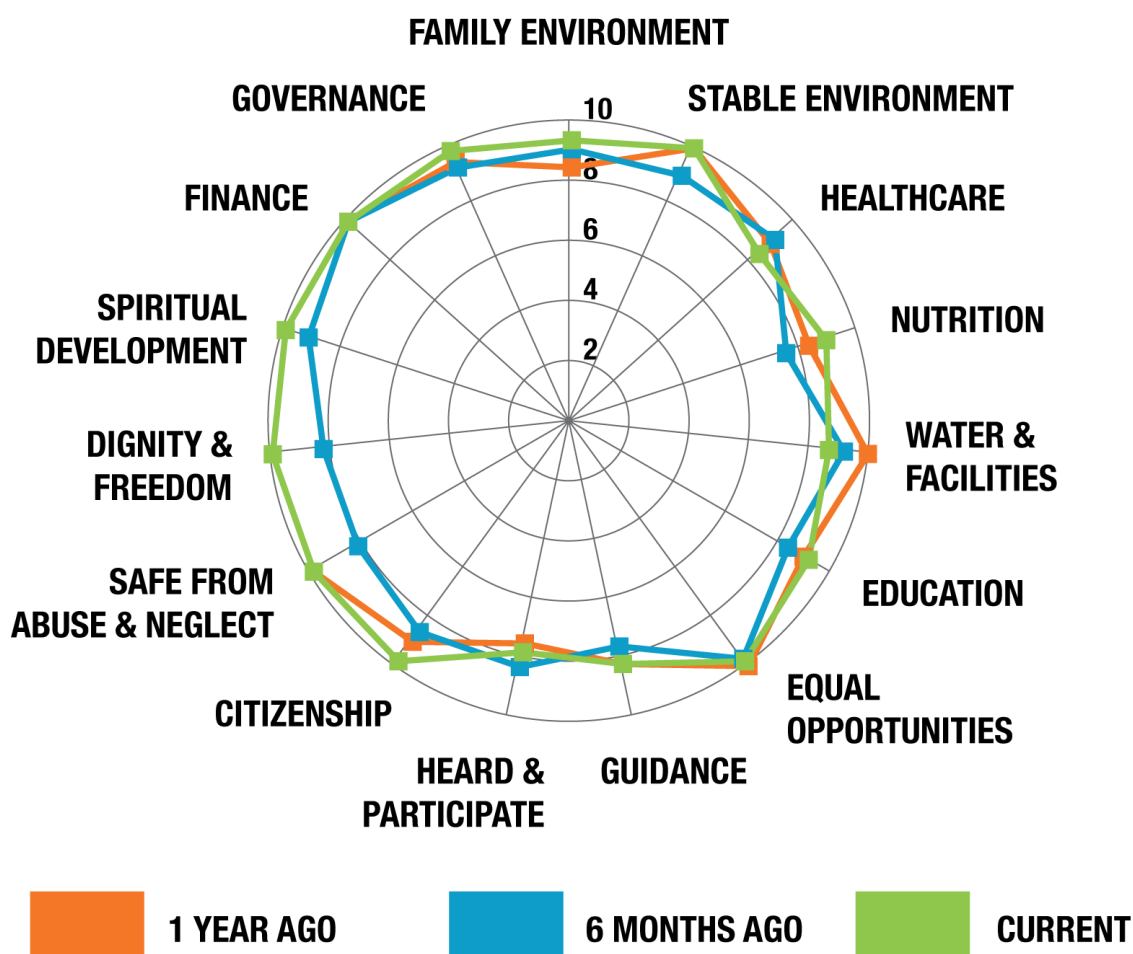 FAMILY ENVIRONMENT
GOVERNANCE
STABLE ENVIRONMENT
10
8
6
4
2
FINANCE
HEALTHCARE
SPIRITUAL
DEVELOPMENT
NUTRITION
DIGNITY &
FREEDOM
WATER &
FACILITIES
SAFE FROM
ABUSE & NEGLECT
EDUCATION
CITIZENSHIP
EQUAL
OPPORTUNITIES
HEARD &
PARTICIPATE
GUIDANCE
1 YEAR AGO
6 MONTHS AGO
CURRENT